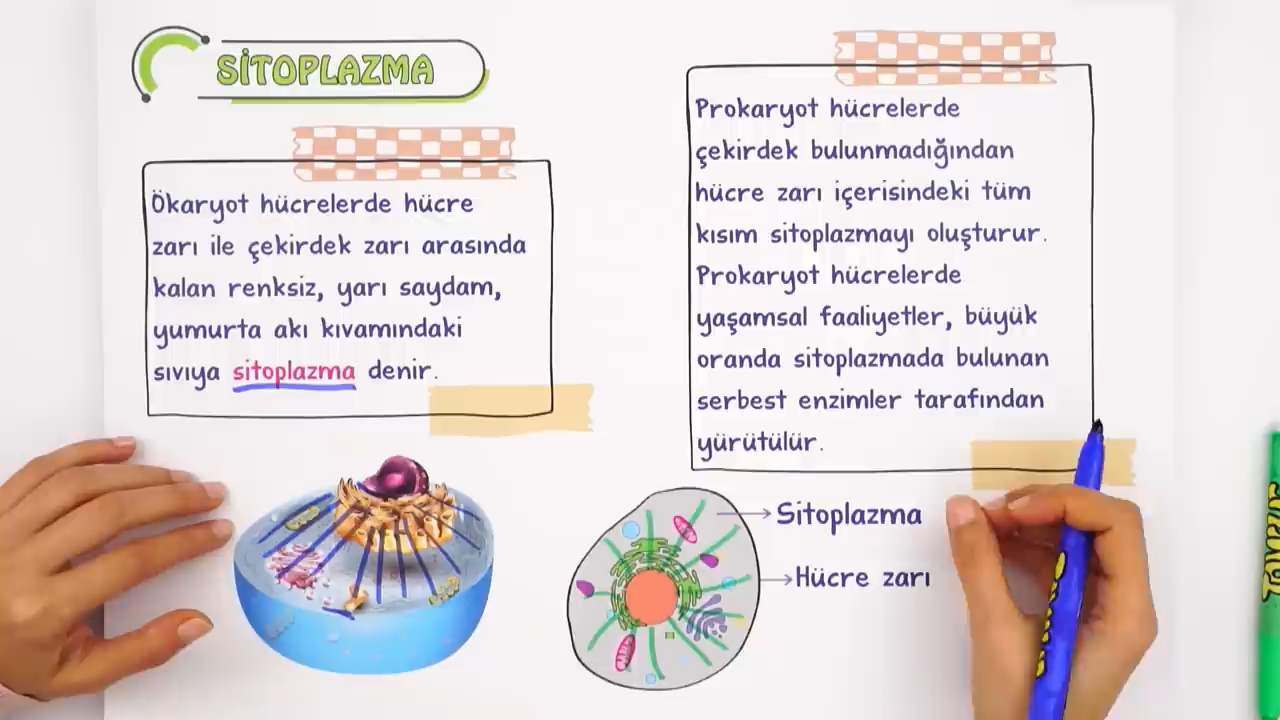 SİTOPLAZMA
Ökaryot hücrelerde hücre
zarı ile çekirdek zarı arasında
kalan renksiz, yarı saydam,
yumurta akı kıvamındaki
sıvıya sitoplazma denir.
Prokaryot hücrelerde
çekirdek bulunmadığından
hücre zarı içerisindeki tüm
kısım sitoplazmayı oluşturur.
Prokaryot hücrelerde
yaşamsal faaliyetler, büyük
oranda sitoplazmada bulunan
serbest enzimler tarafından
yürütülür.
Sitoplazma
Hücre zarı